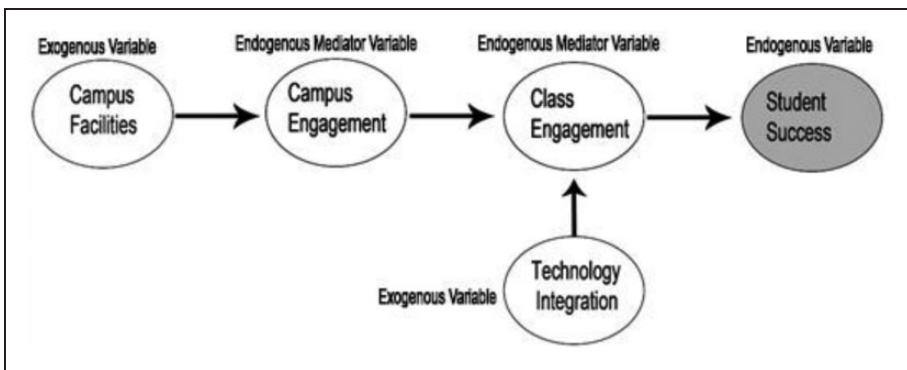 Exogenous Variable
Endogenous Mediator Variable
Endogenous Mediator Variable
Endogenous Variable
Campus
Facilities
Campus
Engagement
Class
Engagement
Student
Success
Exogenous Variable
Technology
Integration